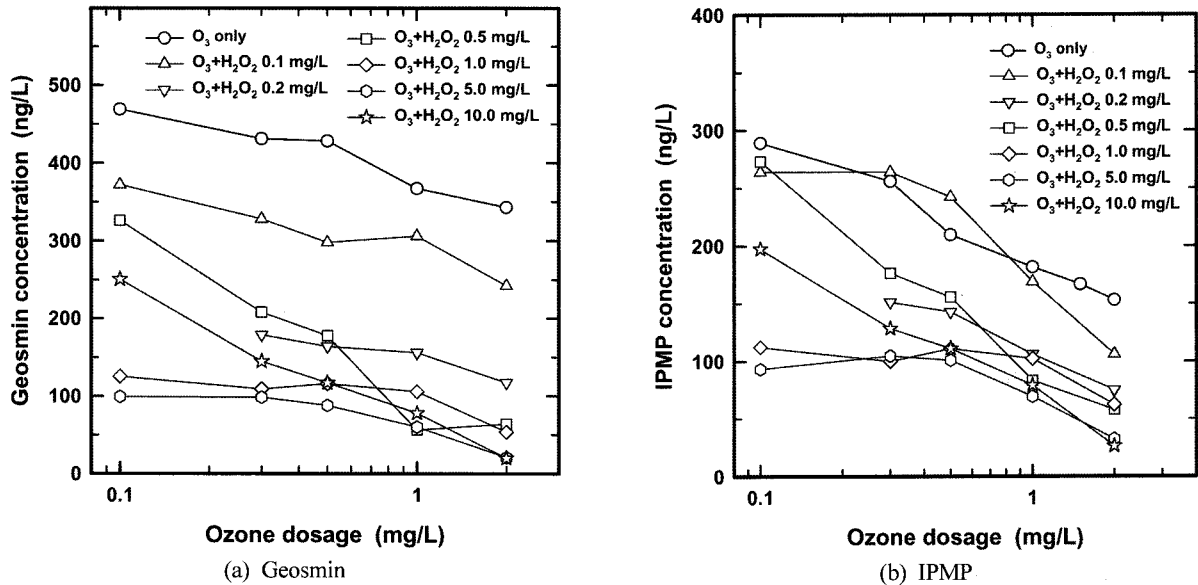 Geosmin concentration (ng/L)
600
500
400
300
200
100
0
O₃ only
O₃+H₂O₂ 0.1 mg/L
O₃+H₂O₂ 0.2 mg/L
O₃+H₂O₂ 0.5 mg/L
O₃+H₂O₂ 1.0 mg/L
O₃+H₂O₂ 5.0 mg/L
O₃+H₂O₂ 10.0 mg/L
0.1
1
Ozone dosage (mg/L)
(a) Geosmin
IPMP concentration (ng/L)
400
300
200
100
0
O₃ only
O₃+H₂O₂ 0.1 mg/L
O₃+H₂O₂ 0.2 mg/L
O₃+H₂O₂ 0.5 mg/L
O₃+H₂O₂ 1.0 mg/L
O₃+H₂O₂ 5.0 mg/L
O₃+H₂O₂ 10.0 mg/L
0.1
1
Ozone dosage (mg/L)
(b) IPMP